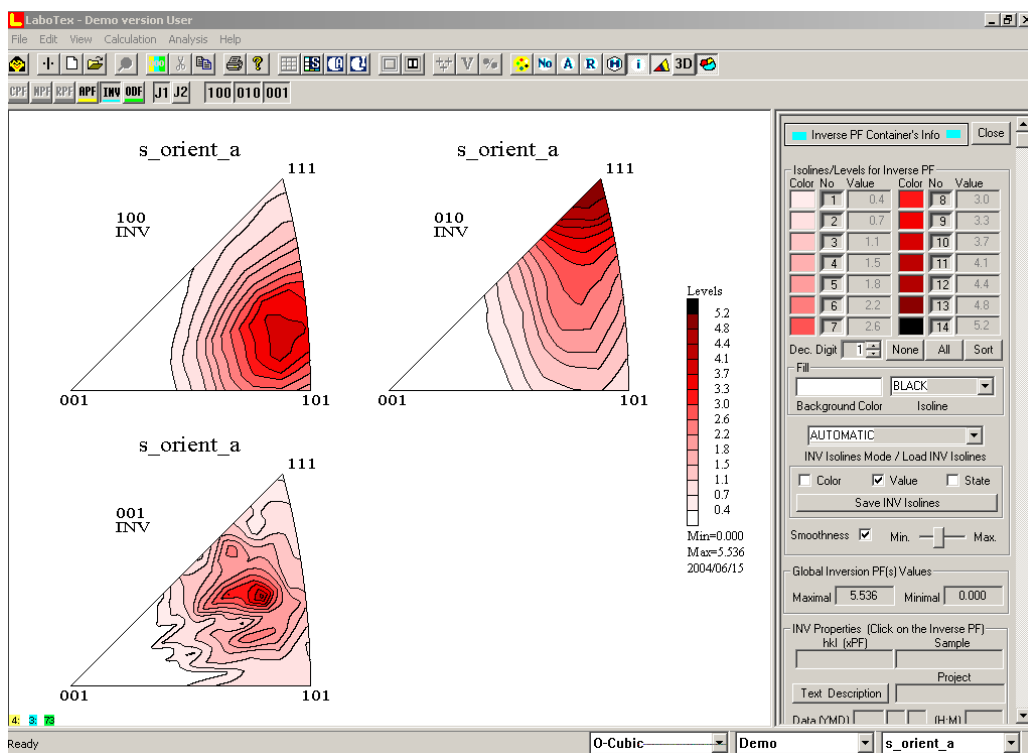 LaboTex - Demo version User
File Edit View Calculation Analysis Help
No A R i 3D
CPF NPF RPF APF INV ODF J1 J2 100 010 001
s_orient_a
111
100
INV
001
101
s_orient_a
111
010
INV
001
101
s_orient_a
111
001
INV
001
101
Levels
5.2
4.8
4.4
4.1
3.7
3.3
3.0
2.6
2.2
1.8
1.5
1.1
0.7
0.4
Min=0.000
Max=5.536
2004/06/15
Inverse PF Container's Info Close
Isolines/Levels for Inverse PF
Color No Value Color No Value
1 0.4 8 3.0
2 0.7 9 3.3
3 1.1 10 3.7
4 1.5 11 4.1
5 1.8 12 4.4
6 2.2 13 4.8
7 2.6 14 5.2
Dec. Digit 1 None All Sort
Fill
BLACK
Background Color Isoline
AUTOMATIC
INV Isolines Mode / Load INV Isolines
Color Value State
Save INV Isolines
Smoothness Min. Max.
Global Inversion PF(s) Values
Maximal 5.536 Minimal 0.000
INV Properties (Click on the Inverse PF)
hkl (xPF) Sample
Project
Text Description
Data (YMD) (H:M)
4: 3: 73
Ready O-Cubic Demo s_orient_a